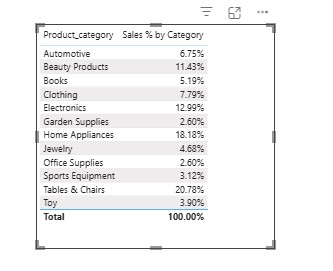 Product_category Sales % by Category
Automotive 6.75%
Beauty Products 11.43%
Books 5.19%
Clothing 7.79%
Electronics 12.99%
Garden Supplies 2.60%
Home Appliances 18.18%
Jewelry 4.68%
Office Supplies 2.60%
Sports Equipment 3.12%
Tables & Chairs 20.78%
Toy 3.90%
Total 100.00%